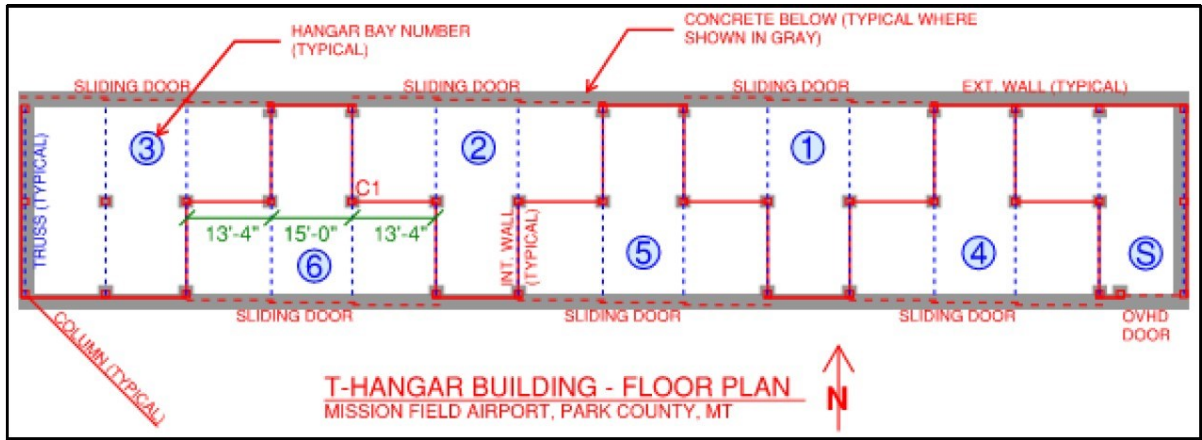 HANGAR BAY NUMBER
(TYPICAL)
CONCRETE BELOW (TYPICAL WHERE
SHOWN IN GRAY)
SLIDING DOOR
SLIDING DOOR
SLIDING DOOR
EXT. WALL (TYPICAL)
3
2
1
TRUSS (TYPICAL)
C1
13'-4"
15'-0"
13'-4"
INT. WALL
(TYPICAL)
6
5
4
S
SLIDING DOOR
SLIDING DOOR
SLIDING DOOR
OVHD
DOOR
COLUMN (TYPICAL)
T-HANGAR BUILDING - FLOOR PLAN
MISSION FIELD AIRPORT, PARK COUNTY, MT
N